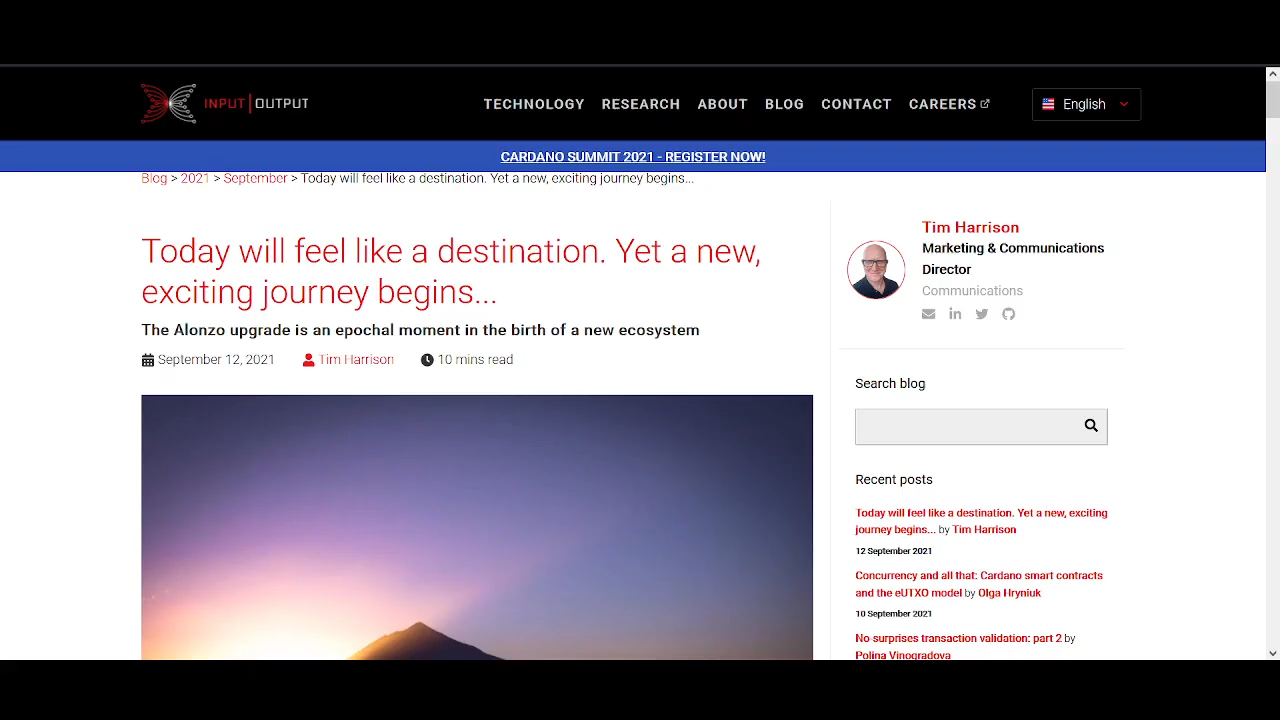 INPUT | OUTPUT
TECHNOLOGY RESEARCH ABOUT BLOG CONTACT CAREERS
English
CARDANO SUMMIT 2021 - REGISTER NOW!
Blog > 2021 > September > Today will feel like a destination. Yet a new, exciting journey begins...
Today will feel like a destination. Yet a new,
exciting journey begins...
The Alonzo upgrade is an epochal moment in the birth of a new ecosystem
September 12, 2021 Tim Harrison 10 mins read
Tim Harrison
Marketing & Communications
Director
Communications
Search blog
Recent posts
Today will feel like a destination. Yet a new, exciting
journey begins... by Tim Harrison
12 September 2021
Concurrency and all that: Cardano smart contracts
and the eUTXO model by Olga Hryniuk
10 September 2021
No-surprises transaction validation: part 2 by
Polina Vinogradova